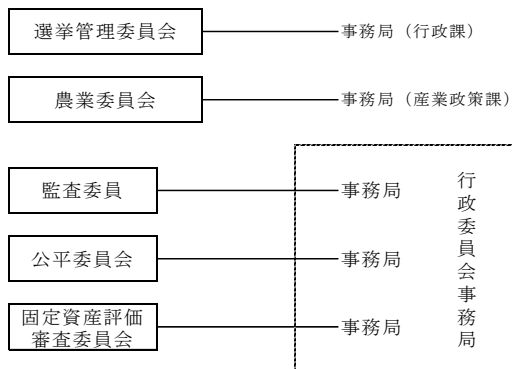 選挙管理委員会
事務局（行政課）
農業委員会
事務局（産業政策課）
監査委員
事務局
公平委員会
事務局
固定資産評価
審査委員会
事務局
行政委員会事務局